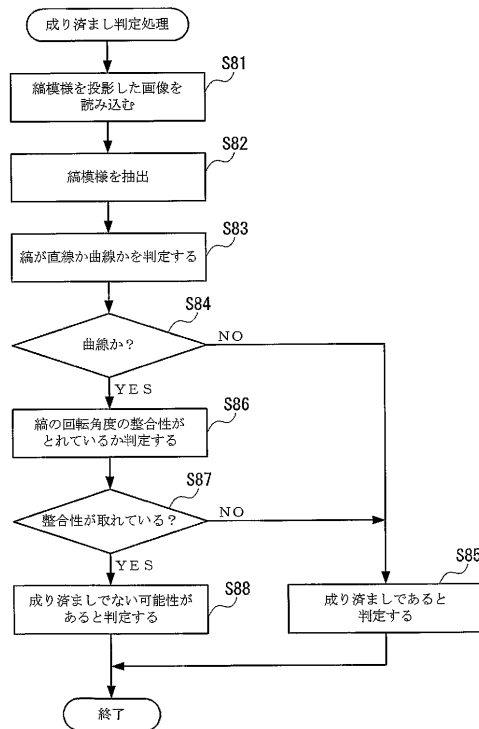 成り済まし判定処理
S81
縞模様を投影した画像を
読み込む
S82
縞模様を抽出
S83
縞が直線か曲線かを判定する
S84
曲線か？
NO
YES
S86
縞の回転角度の整合性が
とれているか判定する
S87
整合性が取れている？
NO
YES
S88
成り済ましでない可能性が
あると判定する
S85
成り済ましであると
判定する
終了